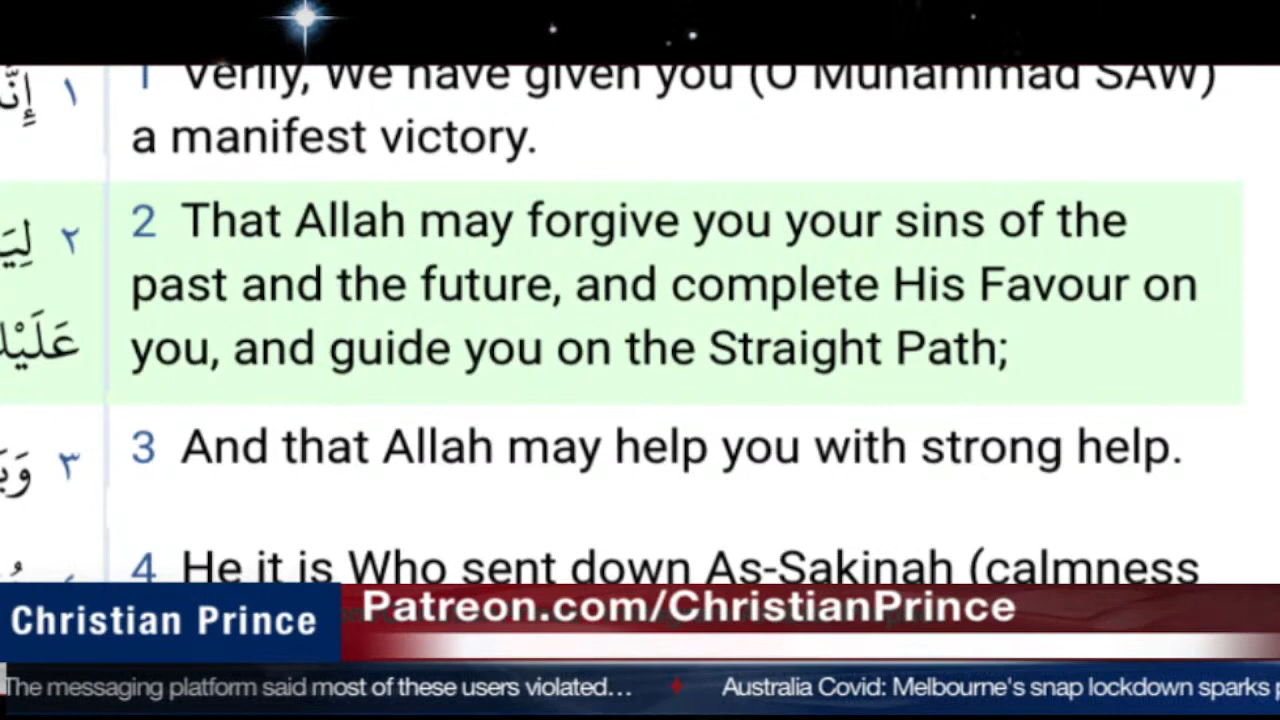 إِنَّ ١ 1 Verily, We have given you (O Muhammad SAW)
a manifest victory.
٢ 2 That Allah may forgive you your sins of the
past and the future, and complete His Favour on
you, and guide you on the Straight Path;
٣ 3 And that Allah may help you with strong help.
4 He it is Who sent down As-Sakinah (calmness
Christian Prince Patreon.com/ChristianPrince
The messaging platform said most of these users violated... Australia Covid: Melbourne's snap lockdown sparks